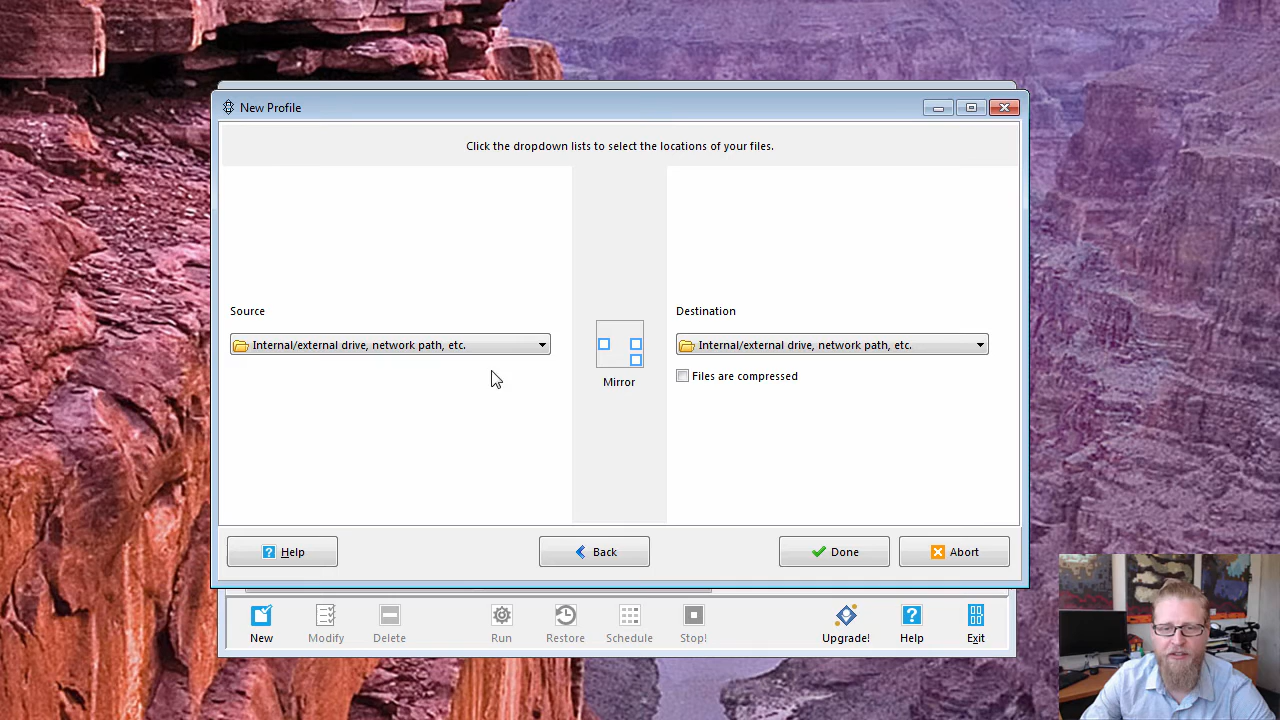 New Profile
Click the dropdown lists to select the locations of your files.
Source
Internal/external drive, network path, etc.
Mirror
Destination
Internal/external drive, network path, etc.
Files are compressed
Help
Back
Done
Abort
New
Modify
Delete
Run
Restore
Schedule
Stop!
Upgrade!
Help
Exit